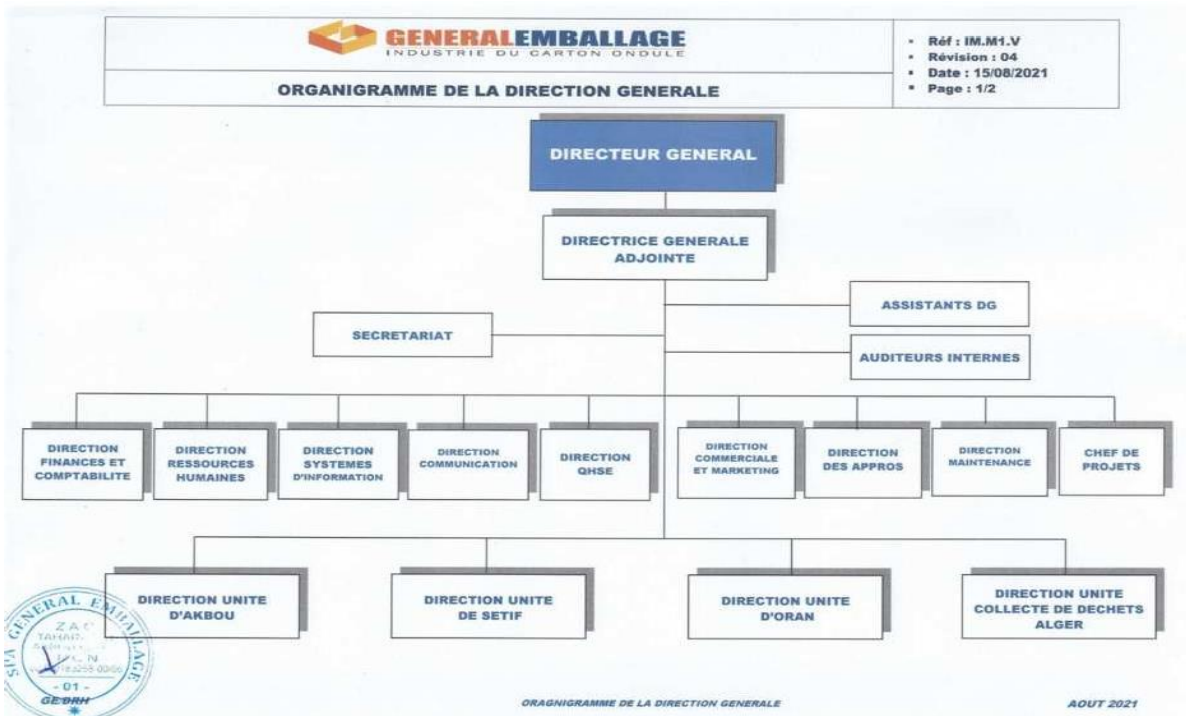 GENERALEMBALLAGE
INDUSTRIE DU CARTON ONDULE
ORGANIGRAMME DE LA DIRECTION GENERALE
▪ Réf : IM.M1.V
▪ Révision : 04
▪ Date : 15/08/2021
▪ Page : 1/2
DIRECTEUR GENERAL
DIRECTRICE GENERALE
ADJOINTE
ASSISTANTS DG
SECRETARIAT
AUDITEURS INTERNES
DIRECTION
FINANCES ET
COMPTABILITE
DIRECTION
RESSOURCES
HUMAINES
DIRECTION
SYSTEMES
D'INFORMATION
DIRECTION
COMMUNICATION
DIRECTION
QHSE
DIRECTION
COMMERCIALE
ET MARKETING
DIRECTION
DES APPROS
DIRECTION
MAINTENANCE
CHEF DE
PROJETS
DIRECTION UNITE
D'AKBOU
DIRECTION UNITE
DE SETIF
DIRECTION UNITE
D'ORAN
DIRECTION UNITE
COLLECTE DE DECHETS
ALGER
SPA GENERAL EMBALLAGE
Z A C
- 01 -
GE/DRH
ORAGNIGRAMME DE LA DIRECTION GENERALE
AOUT 2021